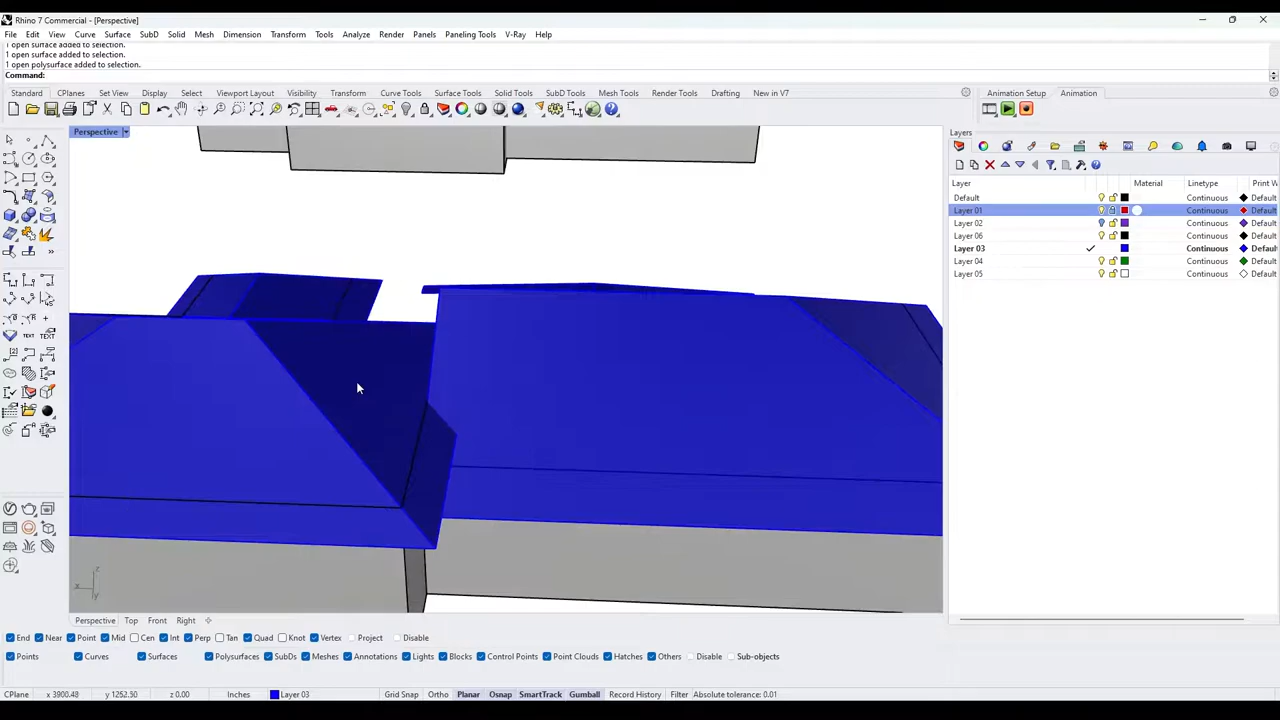 Rhino 7 Commercial - [Perspective]
File Edit View Curve Surface SubD Solid Mesh Dimension Transform Tools Analyze Render Panels Paneling Tools V-Ray Help
1 open surface added to selection.
1 open surface added to selection.
1 open polysurface added to selection.
Command:
Standard CPlanes Set View Display Select Viewport Layout Visibility Transform Curve Tools Surface Tools Solid Tools SubD Tools Mesh Tools Render Tools Drafting New in V7 Animation Setup Animation
Perspective
Layers
Layer Material Linetype Print W
Default Continuous Default
Layer 01 Continuous Default
Layer 02 Continuous Default
Layer 06 Continuous Default
Layer 03 Continuous Default
Layer 04 Continuous Default
Layer 05 Continuous Default
TEXT TEXT
z
x
y
Perspective Top Front Right
End Near Point Mid Cen Int Perp Tan Quad Knot Vertex Project Disable
Points Curves Surfaces Polysurfaces SubDs Meshes Annotations Lights Blocks Control Points Point Clouds Hatches Others Disable Sub-objects
CPlane x 3900.48 y 1252.50 z 0.00 Inches Layer 03 Grid Snap Ortho Planar Osnap SmartTrack Gumball Record History Filter Absolute tolerance: 0.01